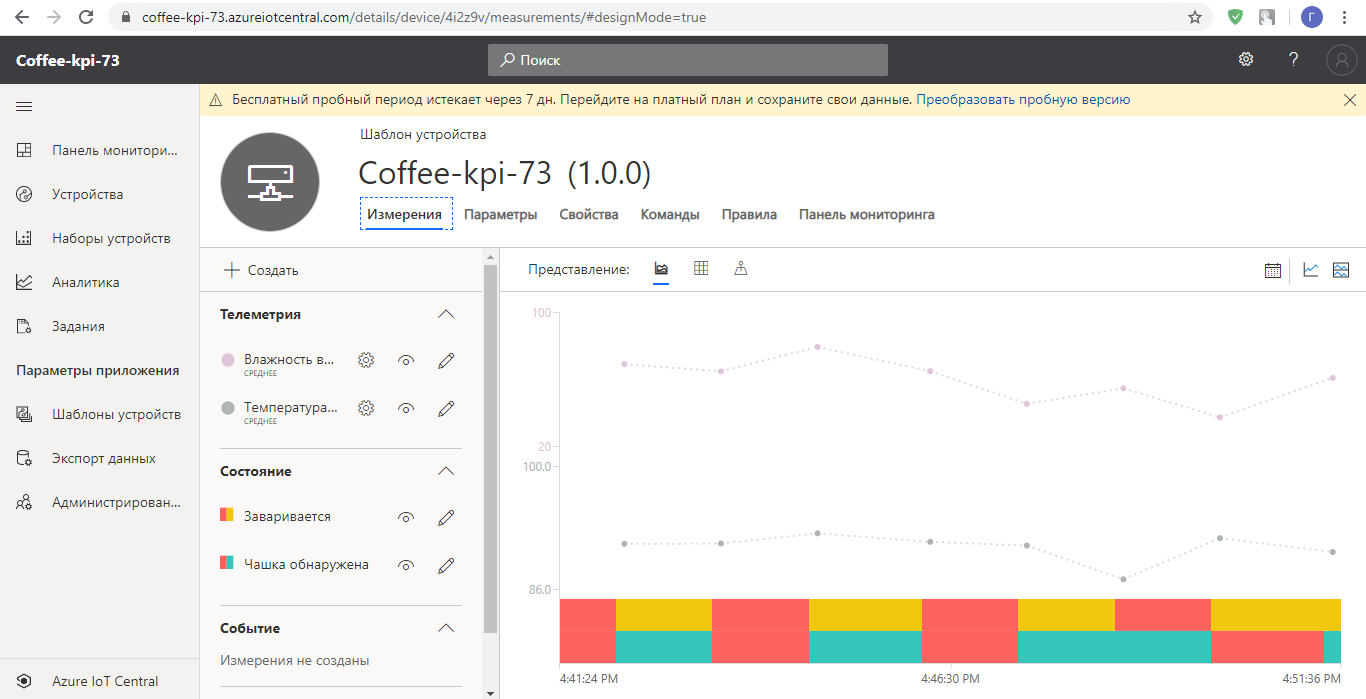 coffee-kpi-73.azureiotcentral.com/details/device/4i2z9v/measurements/#designMode=true
Г
Coffee-kpi-73
Поиск
?
Бесплатный пробный период истекает через 7 дн. Перейдите на платный план и сохраните свои данные. Преобразовать пробную версию
Панель монитори...
Устройства
Наборы устройств
Аналитика
Задания
Параметры приложения
Шаблоны устройств
Экспорт данных
Администрирован...
Azure IoT Central
Шаблон устройства
Coffee-kpi-73 (1.0.0)
Измерения Параметры Свойства Команды Правила Панель мониторинга
Создать
Телеметрия
Влажность в...
СРЕДНЕЕ
Температура...
СРЕДНЕЕ
Состояние
Заваривается
Чашка обнаружена
Событие
Измерения не созданы
Представление:
100
20
100.0
86.0
4:41:24 PM 4:46:30 PM 4:51:36 PM